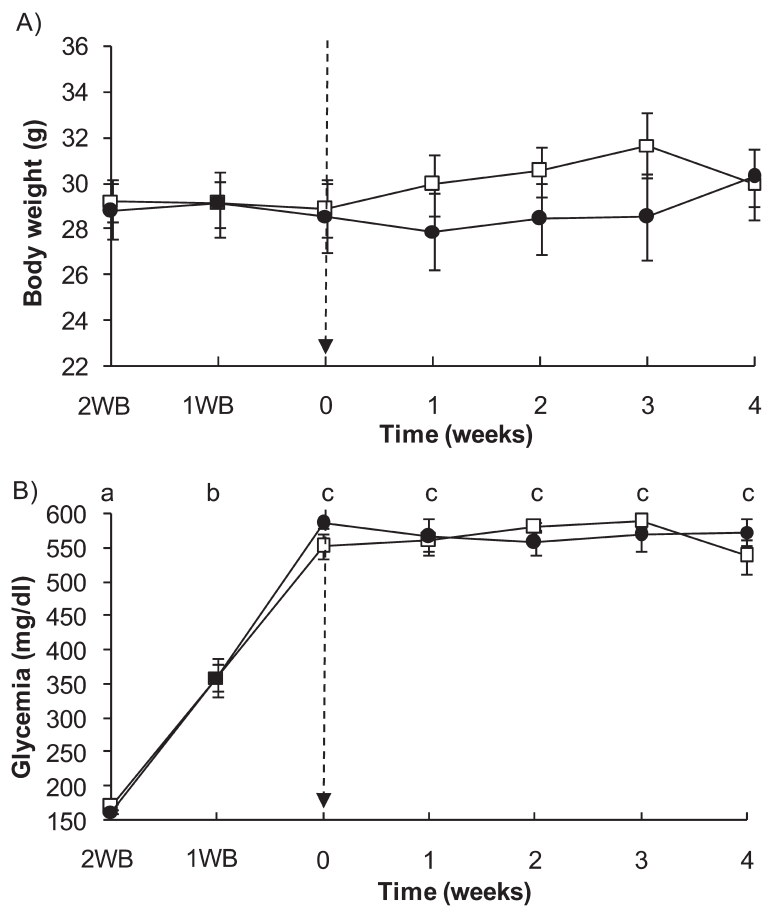 A)
36
34
32
30
28
26
24
22
Body weight (g)
2WB 1WB 0 1 2 3 4
Time (weeks)
B)
a b c c c c c
600
550
500
450
400
350
300
250
200
150
Glycemia (mg/dl)
2WB 1WB 0 1 2 3 4
Time (weeks)